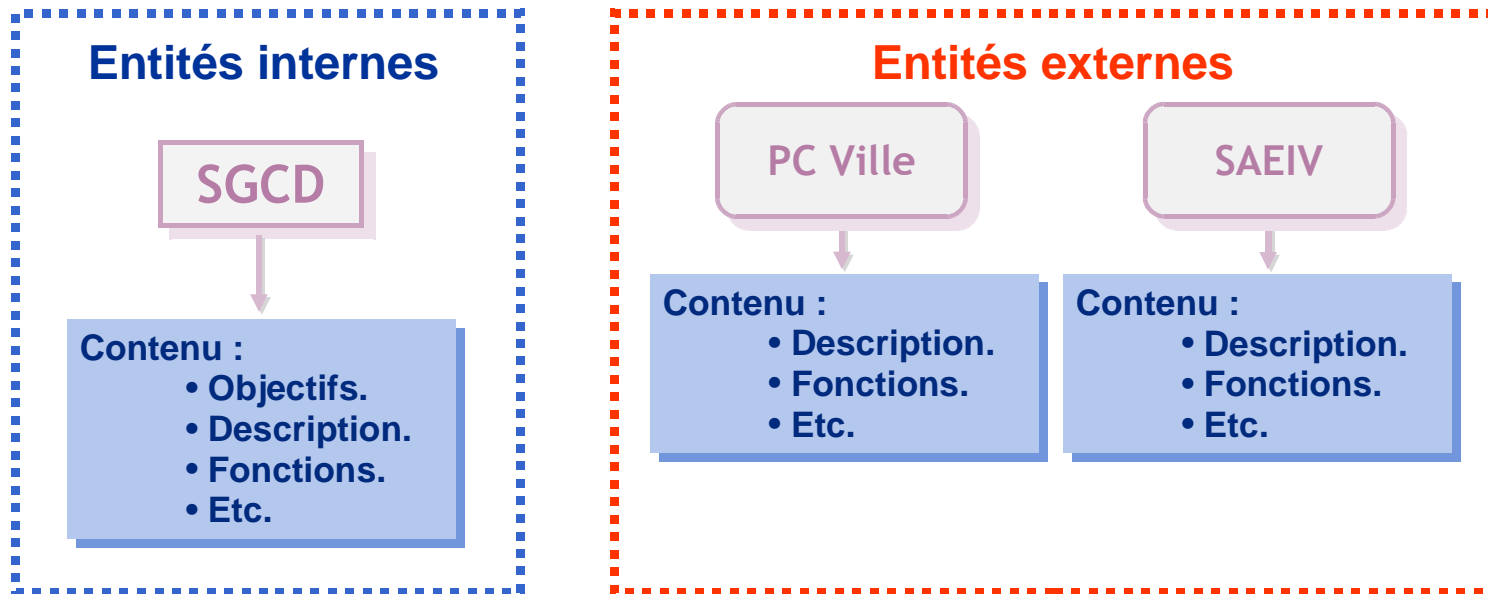 Entités internes
SGCD
Contenu :
• Objectifs.
• Description.
• Fonctions.
• Etc.
Entités externes
PC Ville
Contenu :
• Description.
• Fonctions.
• Etc.
SAEIV
Contenu :
• Description.
• Fonctions.
• Etc.